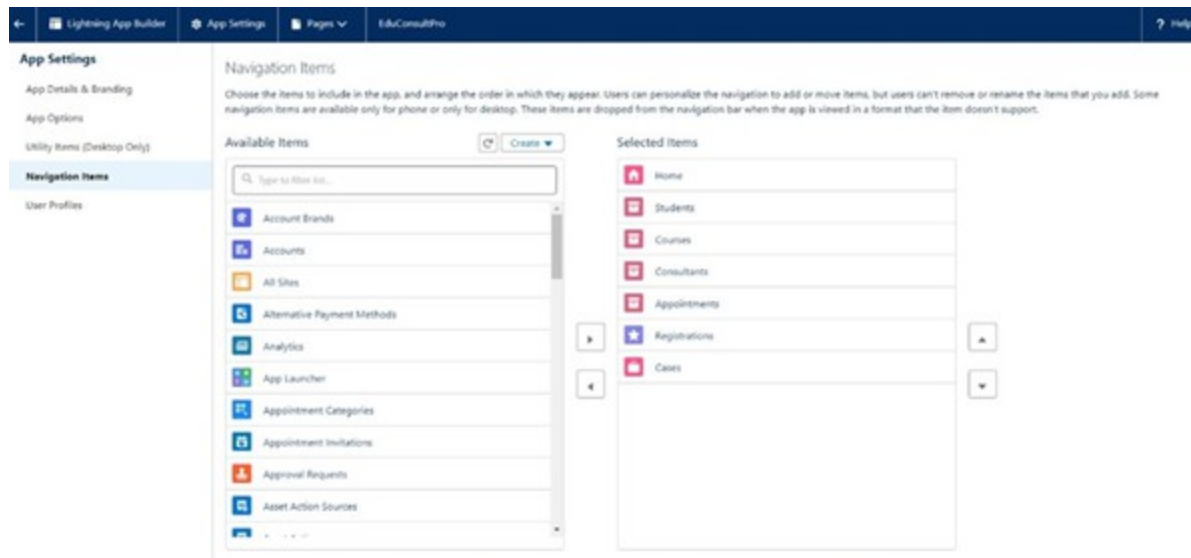 Lightning App Builder
App Settings
Pages
EduConsultPro
? Help
App Settings
App Details & Branding
App Options
Utility Items (Desktop Only)
Navigation Items
User Profiles
Navigation Items
Choose the items to include in the app, and arrange the order in which they appear. Users can personalize the navigation to add or move items, but users can't remove or rename the items that you add. Some
navigation items are available only for phone or only for desktop. These items are dropped from the navigation bar when the app is viewed in a format that the item doesn't support.
Available Items
Create
Type to filter list...
Account Brands
Accounts
All Sites
Alternative Payment Methods
Analytics
App Launcher
Appointment Categories
Appointment Invitations
Approval Requests
Asset Action Sources
Selected Items
Home
Students
Courses
Consultants
Appointments
Registrations
Cases